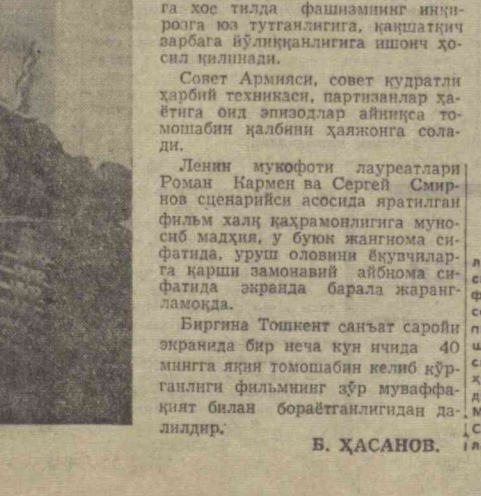 га хос тилда фашизмнинг инқи-
розга юз тутганлигига, қақшатқич
зарбага йўлиққанлигига ишонч ҳо-
сил қилинади.
Совет Армияси, совет қудратли
ҳарбий техникаси, партизанлар ҳа-
ётига оид эпизодлар айниқса то-
мошабин қалбини ҳаяжонга сола-
ди.
Ленин мукофоти лауреатлари
Роман Кармен ва Сергей Смир-
нов сценарийси асосида яратилган
фильм халқ қаҳрамонлигига муно-
сиб мадҳия, у буюк жангнома си-
фатида, уруш оловини ёқувчилар-
га қарши замонавий айбнома си-
фатида экранда барала жаранг-
ламоқда.
Биргина Тошкент санъат саройи
экранида бир неча кун ичида 40
мингга яқин томошабин келиб кўр-
ганлиги фильмнинг зўр муваффа-
қият билан бораётганлигидан да-
лилдир.
Б. ҲАСАНОВ.